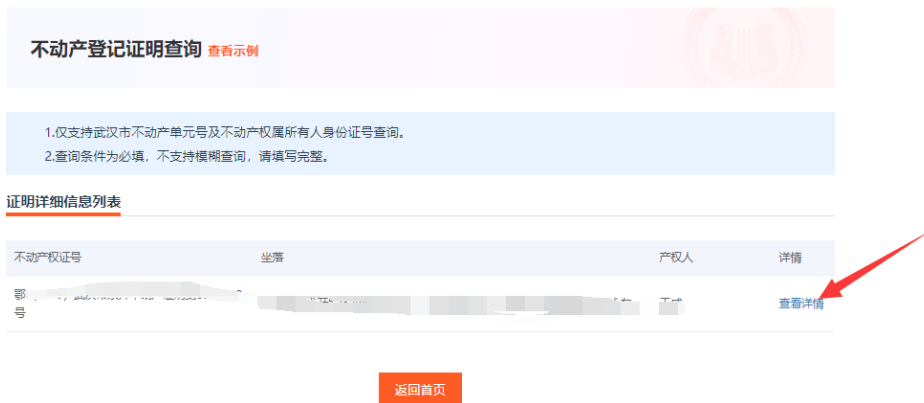 不动产登记证明查询 查看示例
1.仅支持武汉市不动产单元号及不动产权属所有人身份证号查询。
2.查询条件为必填，不支持模糊查询，请填写完整。
证明详细信息列表
不动产权证号 坐落 产权人 详情
鄂 查看详情
号
返回首页